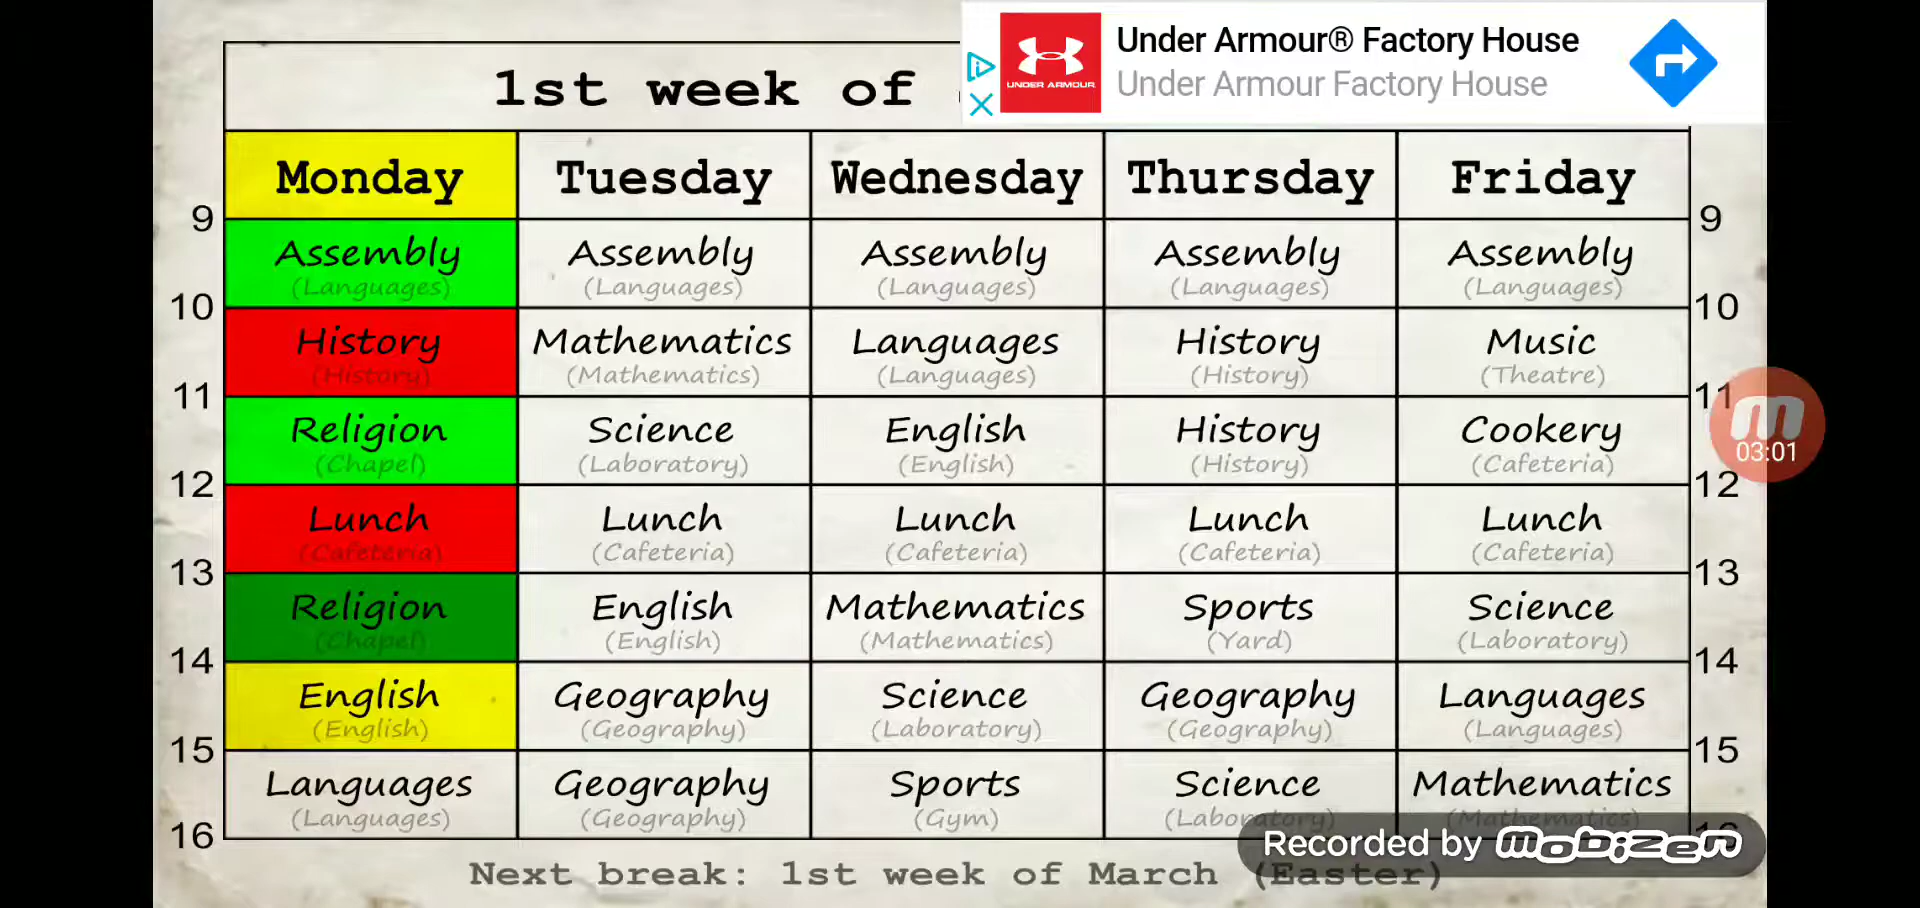 1st week of
Under Armour® Factory House
Under Armour Factory House
UNDER ARMOUR
Monday Tuesday Wednesday Thursday Friday
9 9
Assembly Assembly Assembly Assembly Assembly
(Languages) (Languages) (Languages) (Languages) (Languages)
10 10
History Mathematics Languages History Music
(History) (Mathematics) (Languages) (History) (Theatre)
11 11
Religion Science English History Cookery
(Chapel) (Laboratory) (English) (History) (Cafeteria)
03:01
12 12
Lunch Lunch Lunch Lunch Lunch
(Cafeteria) (Cafeteria) (Cafeteria) (Cafeteria) (Cafeteria)
13 13
Religion English Mathematics Sports Science
(Chapel) (English) (Mathematics) (Yard) (Laboratory)
14 14
English Geography Science Geography Languages
(English) (Geography) (Laboratory) (Geography) (Languages)
15 15
Languages Geography Sports Science Mathematics
(Languages) (Geography) (Gym) (Laboratory) (Mathematics)
16 16
Recorded by mobizen
Next break: 1st week of March (Easter)